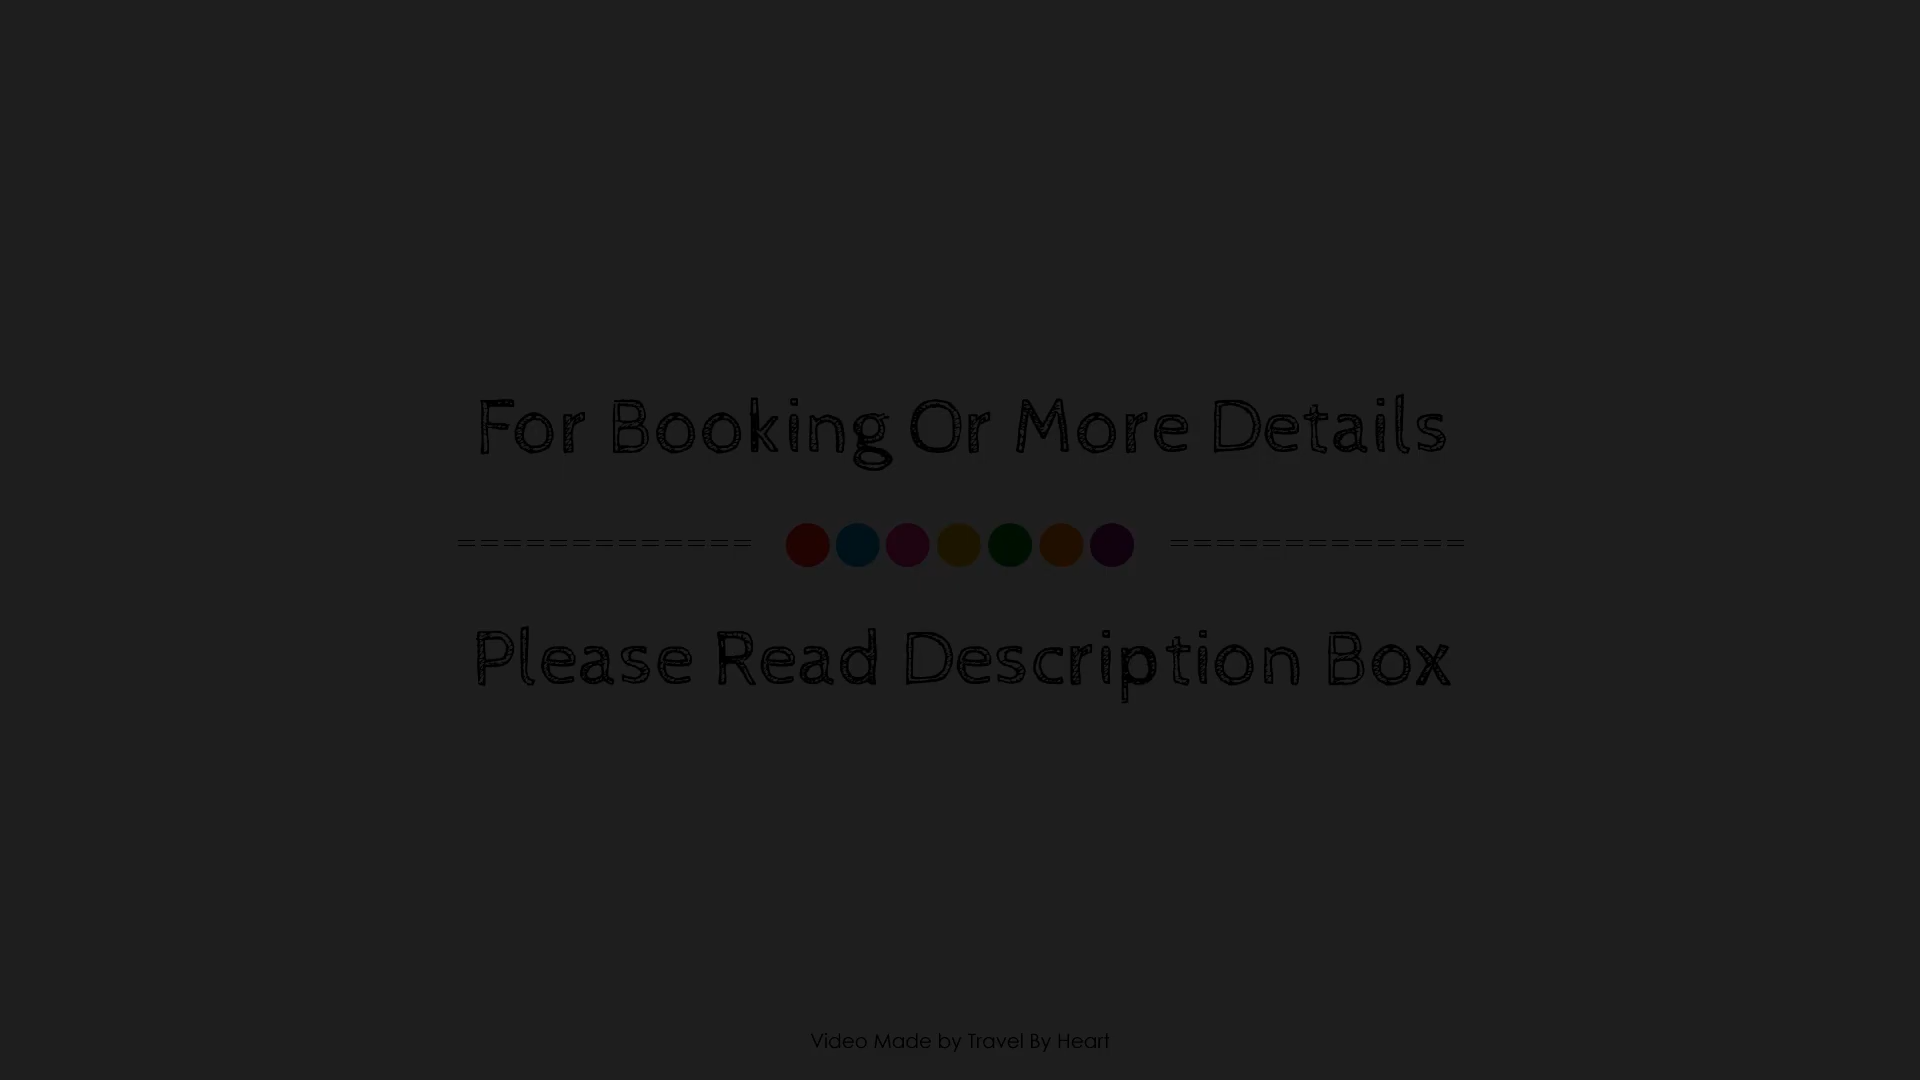 For Booking Or More Details
============= =============
Please Read Description Box
Video Made by Travel By Heart